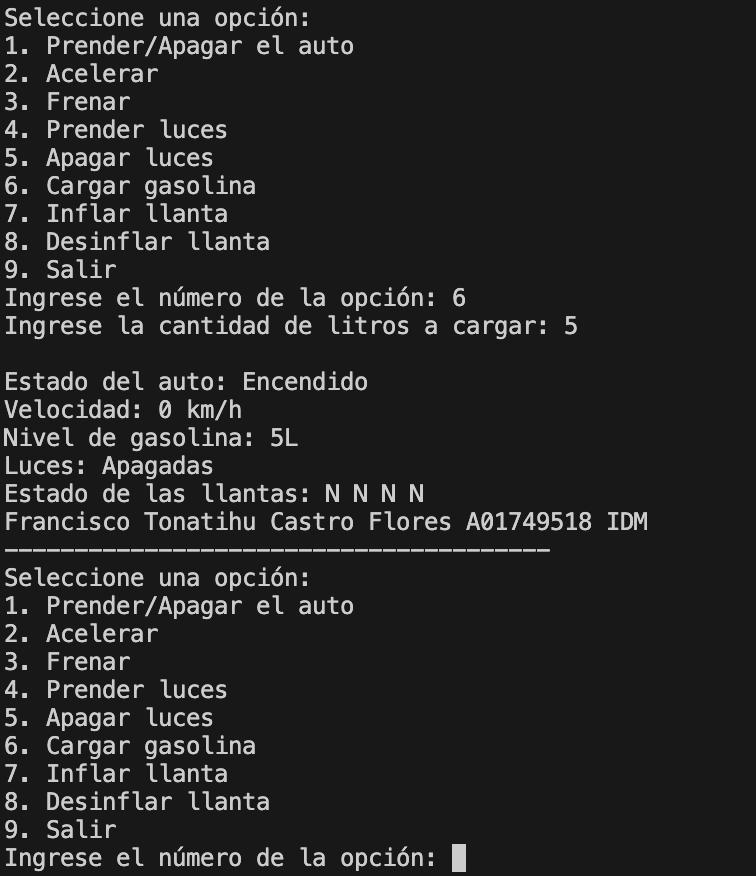 Seleccione una opción:
1. Prender/Apagar el auto
2. Acelerar
3. Frenar
4. Prender luces
5. Apagar luces
6. Cargar gasolina
7. Inflar llanta
8. Desinflar llanta
9. Salir
Ingrese el número de la opción: 6
Ingrese la cantidad de litros a cargar: 5

Estado del auto: Encendido
Velocidad: 0 km/h
Nivel de gasolina: 5L
Luces: Apagadas
Estado de las llantas: N N N N
Francisco Tonatihu Castro Flores A01749518 IDM
---------------------------------------
Seleccione una opción:
1. Prender/Apagar el auto
2. Acelerar
3. Frenar
4. Prender luces
5. Apagar luces
6. Cargar gasolina
7. Inflar llanta
8. Desinflar llanta
9. Salir
Ingrese el número de la opción: